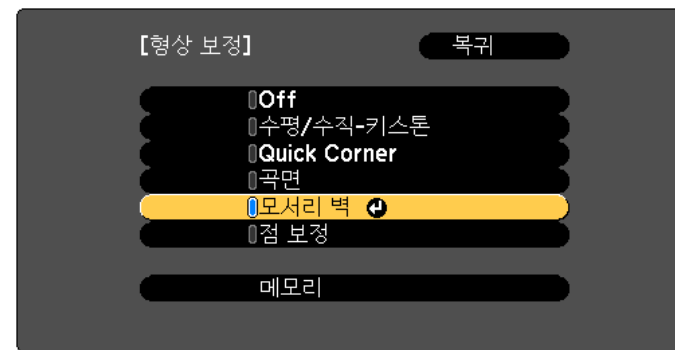 [형상 보정] 복귀
Off
수평/수직-키스톤
Quick Corner
곡면
모서리 벽
점 보정
메모리